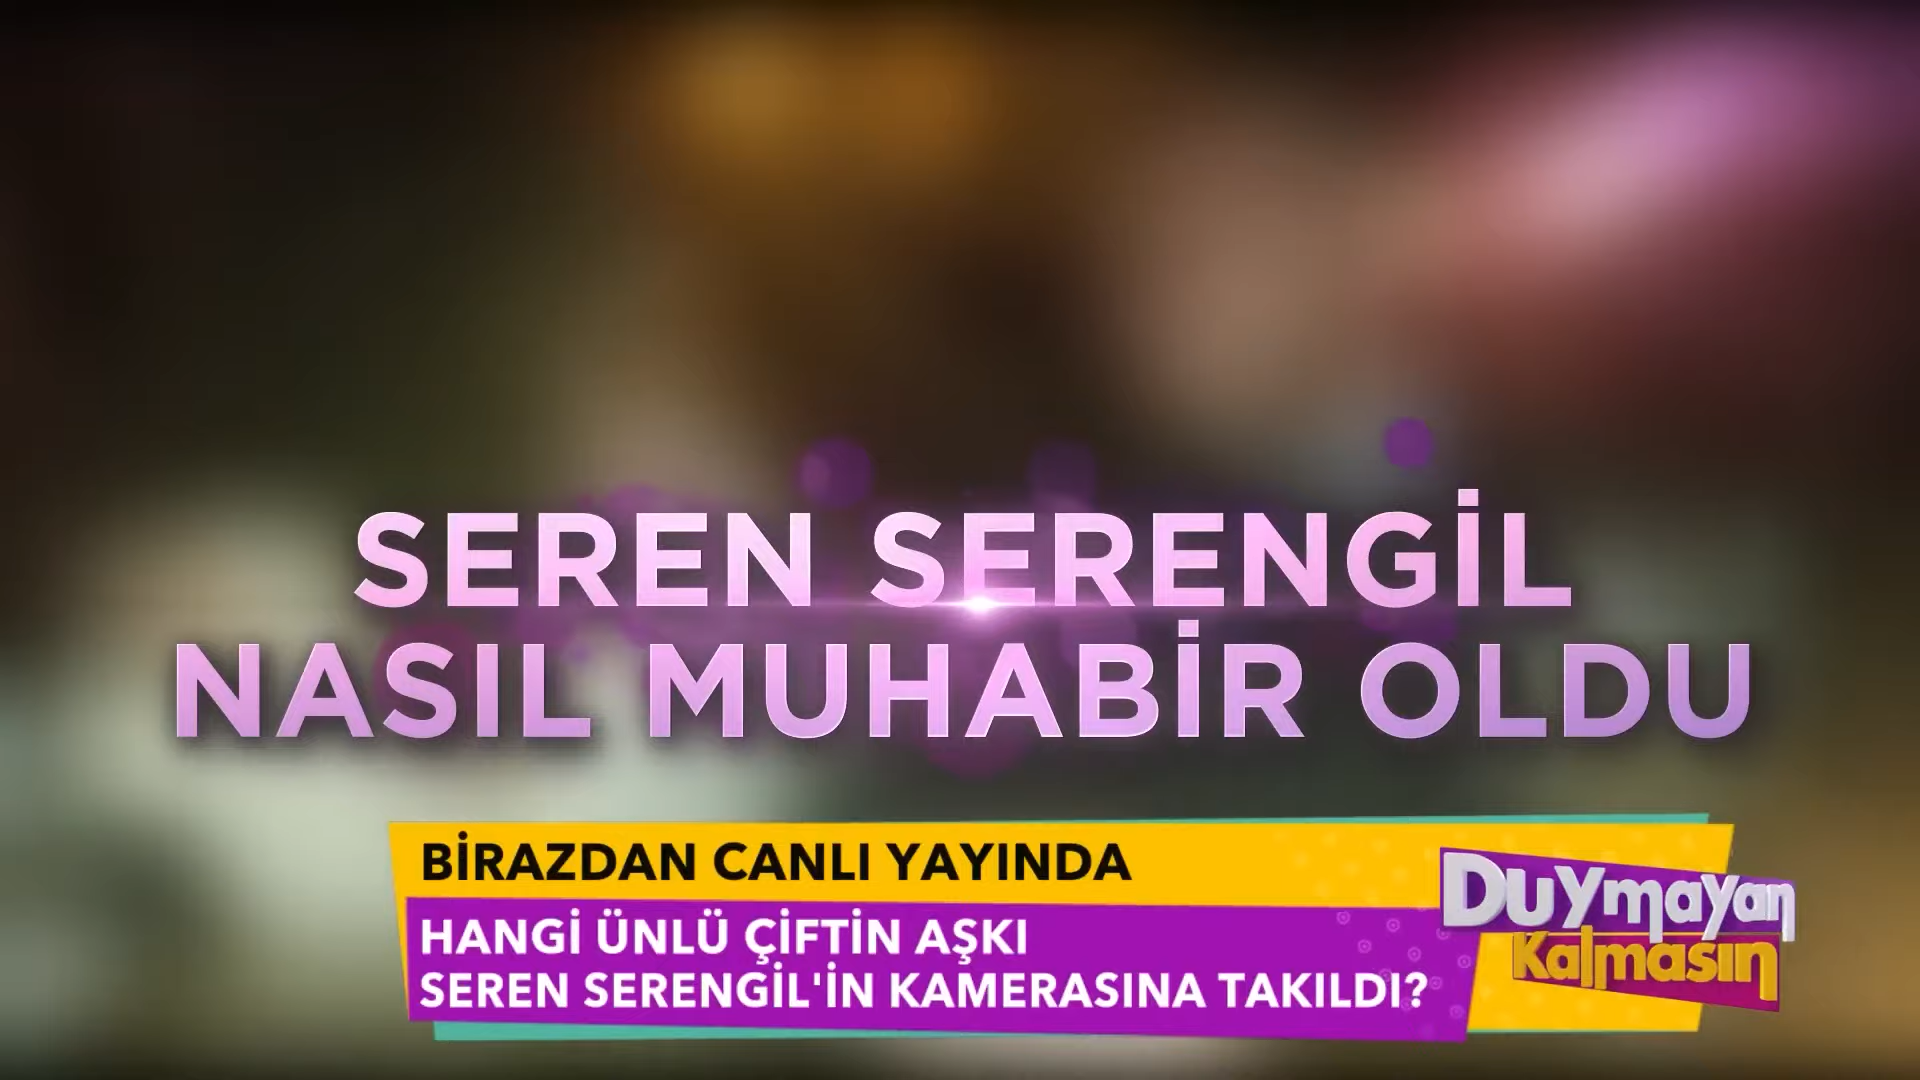 SEREN SERENGİL
NASIL MUHABİR OLDU
BİRAZDAN CANLI YAYINDA
HANGİ ÜNLÜ ÇİFTİN AŞKI
SEREN SERENGİL'İN KAMERASINA TAKILDI?
Duymayan
Kalmasın